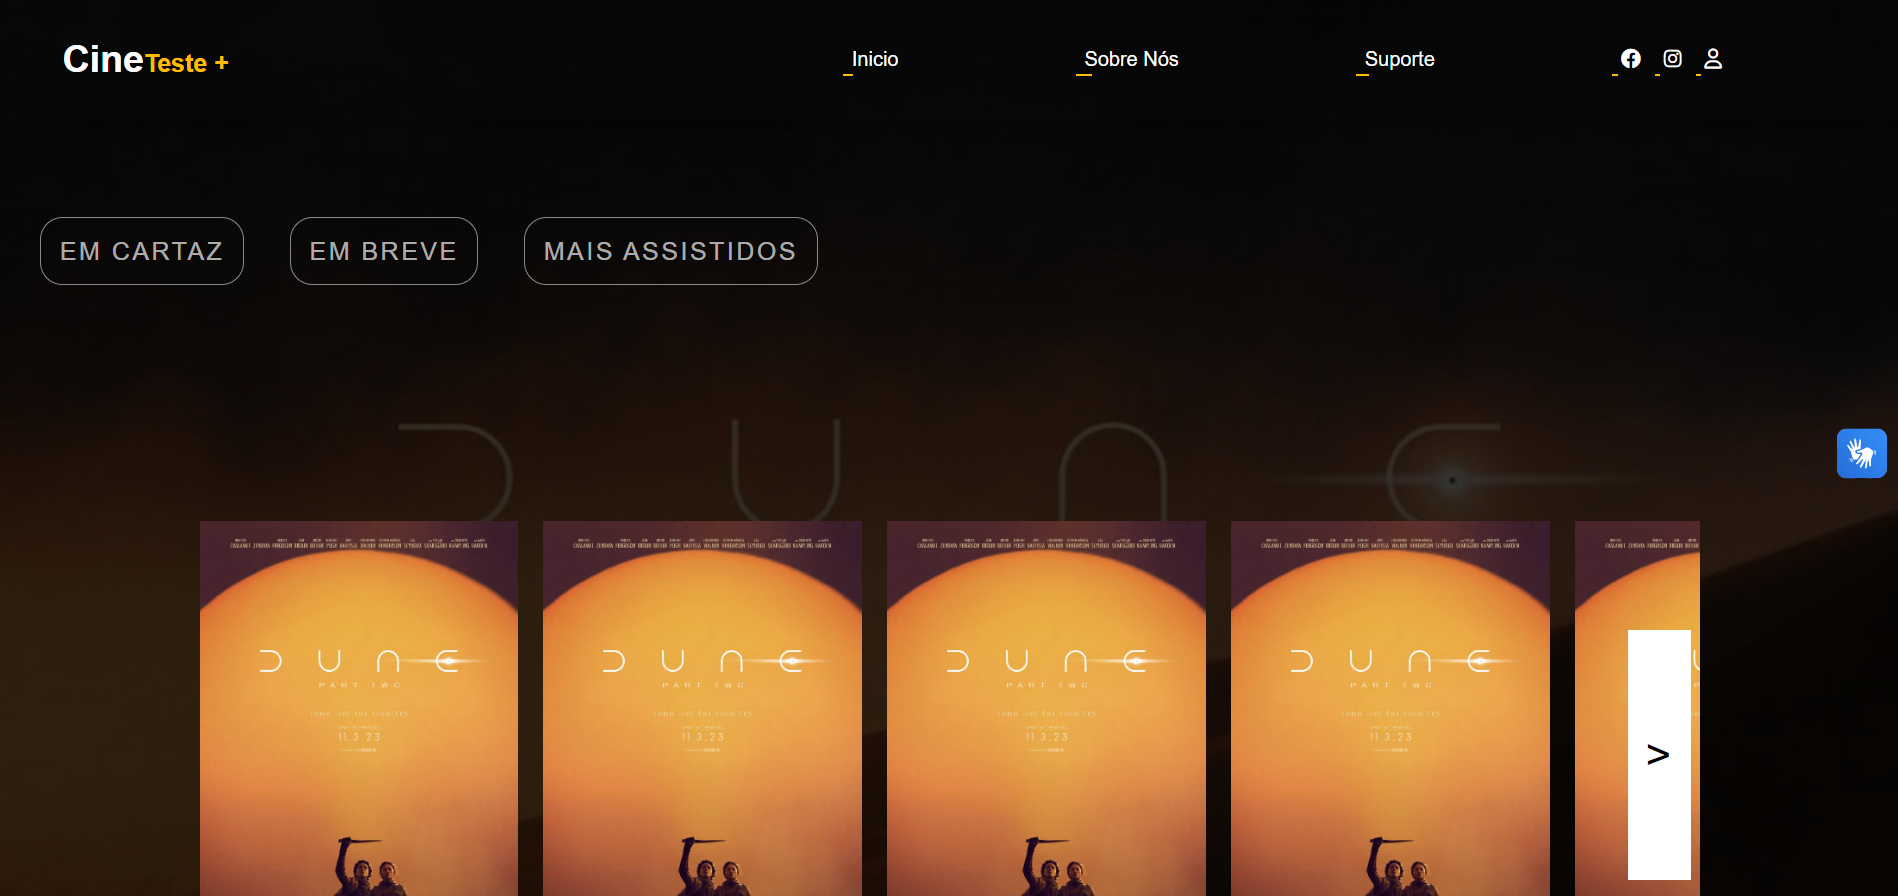 CineTeste +
Inicio
Sobre Nós
Suporte
EM CARTAZ
EM BREVE
MAIS ASSISTIDOS
DUNE
DUNE
PART TWO
LONG LIVE THE FIGHTERS
11.3.23
DUNE
PART TWO
LONG LIVE THE FIGHTERS
11.3.23
DUNE
PART TWO
LONG LIVE THE FIGHTERS
11.3.23
DUNE
PART TWO
LONG LIVE THE FIGHTERS
11.3.23
>